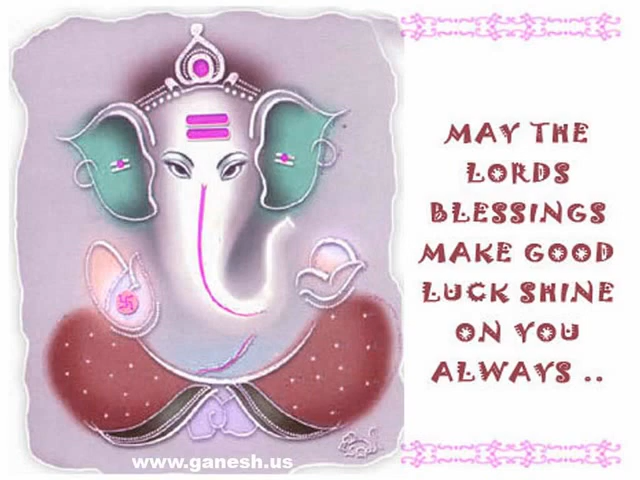 MAY THE
LORDS
BLESSINGS
MAKE GOOD
LUCK SHINE
ON YOU
ALWAYS ..
www.ganesh.us